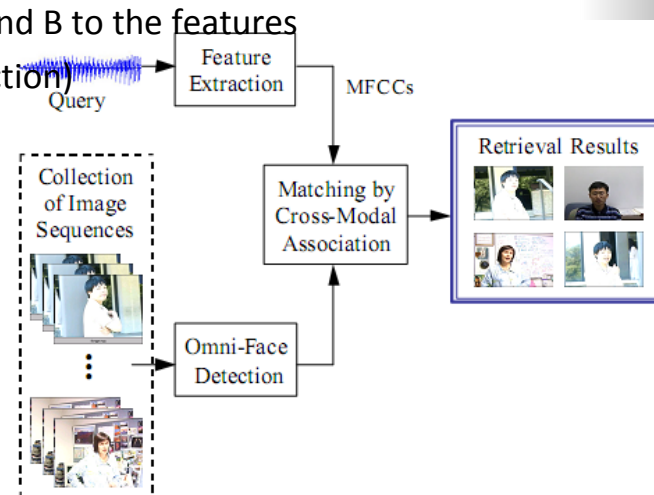 nd B to the features
ction)
Query
Feature
Extraction
MFCCs
Collection
of Image
Sequences
Matching by
Cross-Modal
Association
Retrieval Results
Omni-Face
Detection